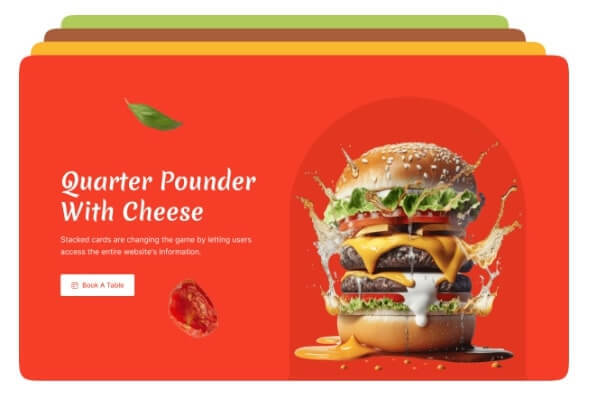 Quarter Pounder
With Cheese
Stacked cards are changing the game by letting users
access the entire website's information.
Book A Table